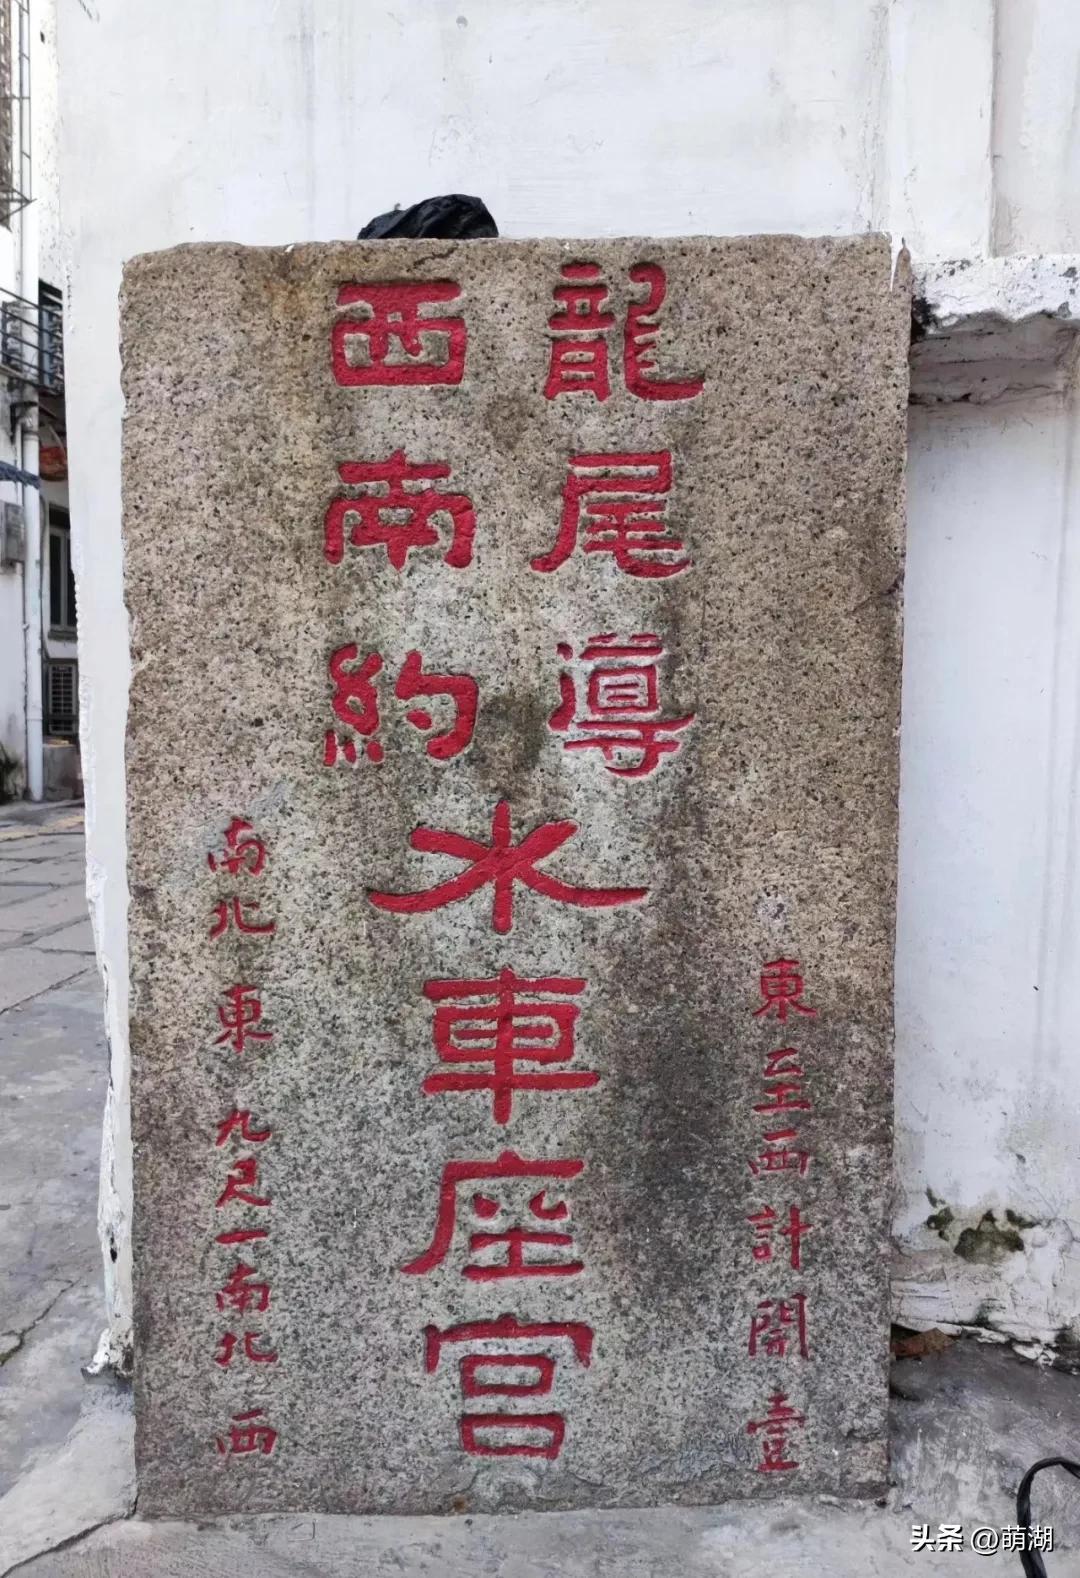 東至西計開壹
龍尾導
西南約
水車座宮
南北東九尺一南北西
头条 @萌湖